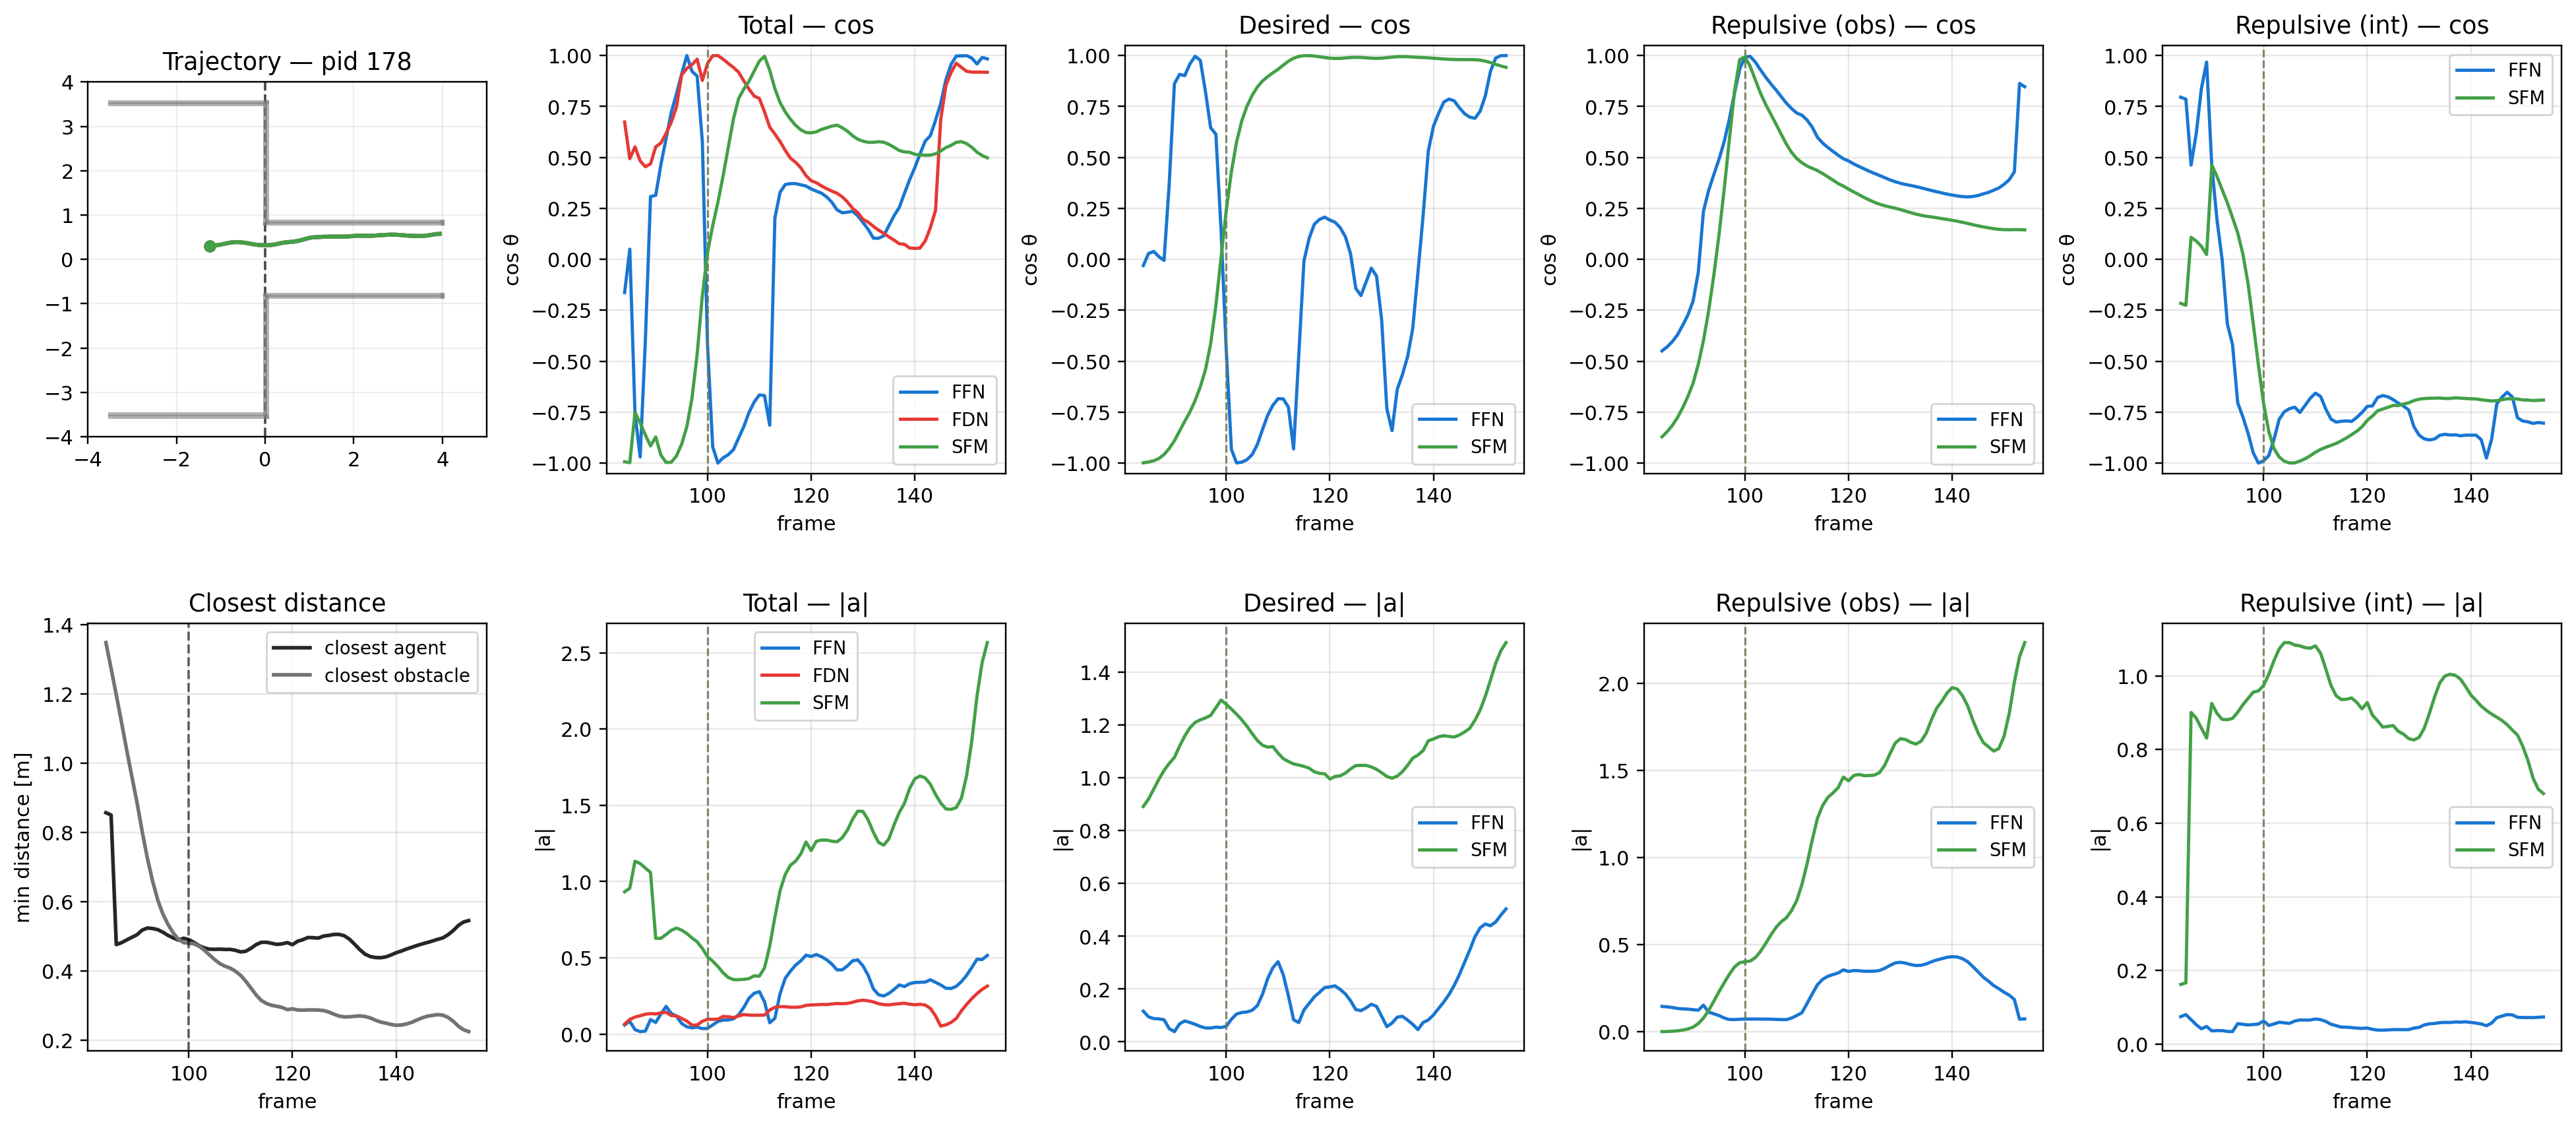 Trajectory — pid 178
4
3
2
1
0
−1
−2
−3
−4
−4
−2
0
2
4
Total — cos
cos θ
1.00
0.75
0.50
0.25
0.00
−0.25
−0.50
−0.75
−1.00
FFN
FDN
SFM
100
120
140
frame
Desired — cos
cos θ
1.00
0.75
0.50
0.25
0.00
−0.25
−0.50
−0.75
−1.00
FFN
SFM
100
120
140
frame
Repulsive (obs) — cos
cos θ
1.00
0.75
0.50
0.25
0.00
−0.25
−0.50
−0.75
−1.00
FFN
SFM
100
120
140
frame
Repulsive (int) — cos
cos θ
1.00
0.75
0.50
0.25
0.00
−0.25
−0.50
−0.75
−1.00
FFN
SFM
100
120
140
frame
Closest distance
min distance [m]
1.4
1.2
1.0
0.8
0.6
0.4
0.2
closest agent
closest obstacle
100
120
140
frame
Total — |a|
|a|
2.5
2.0
1.5
1.0
0.5
0.0
FFN
FDN
SFM
100
120
140
frame
Desired — |a|
|a|
1.4
1.2
1.0
0.8
0.6
0.4
0.2
0.0
FFN
SFM
100
120
140
frame
Repulsive (obs) — |a|
|a|
2.0
1.5
1.0
0.5
0.0
FFN
SFM
100
120
140
frame
Repulsive (int) — |a|
|a|
1.0
0.8
0.6
0.4
0.2
0.0
FFN
SFM
100
120
140
frame